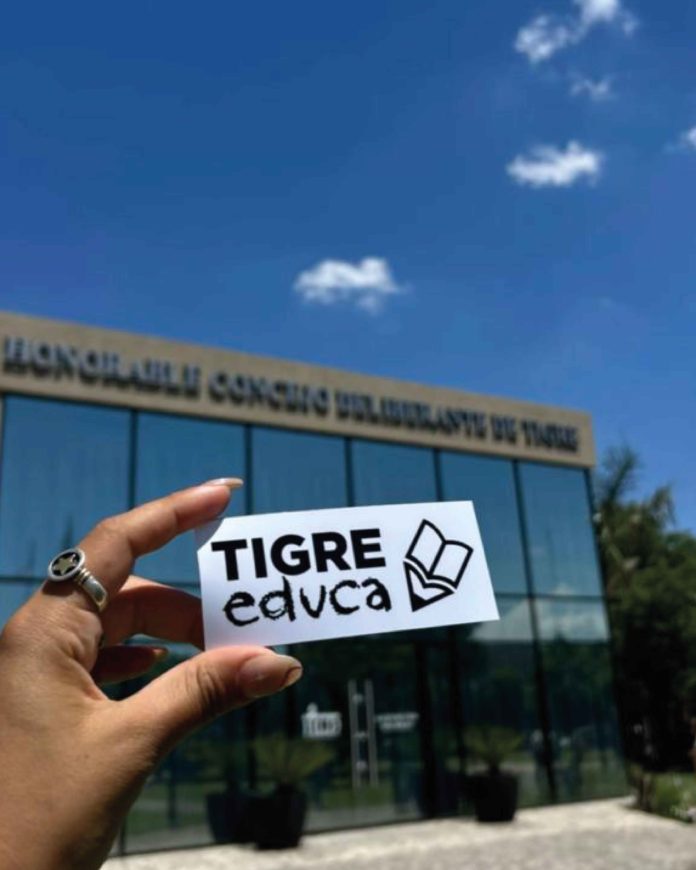 HONORABLE CONCEJO DELIBERANTE DE TIGRE
TIGRE
educa